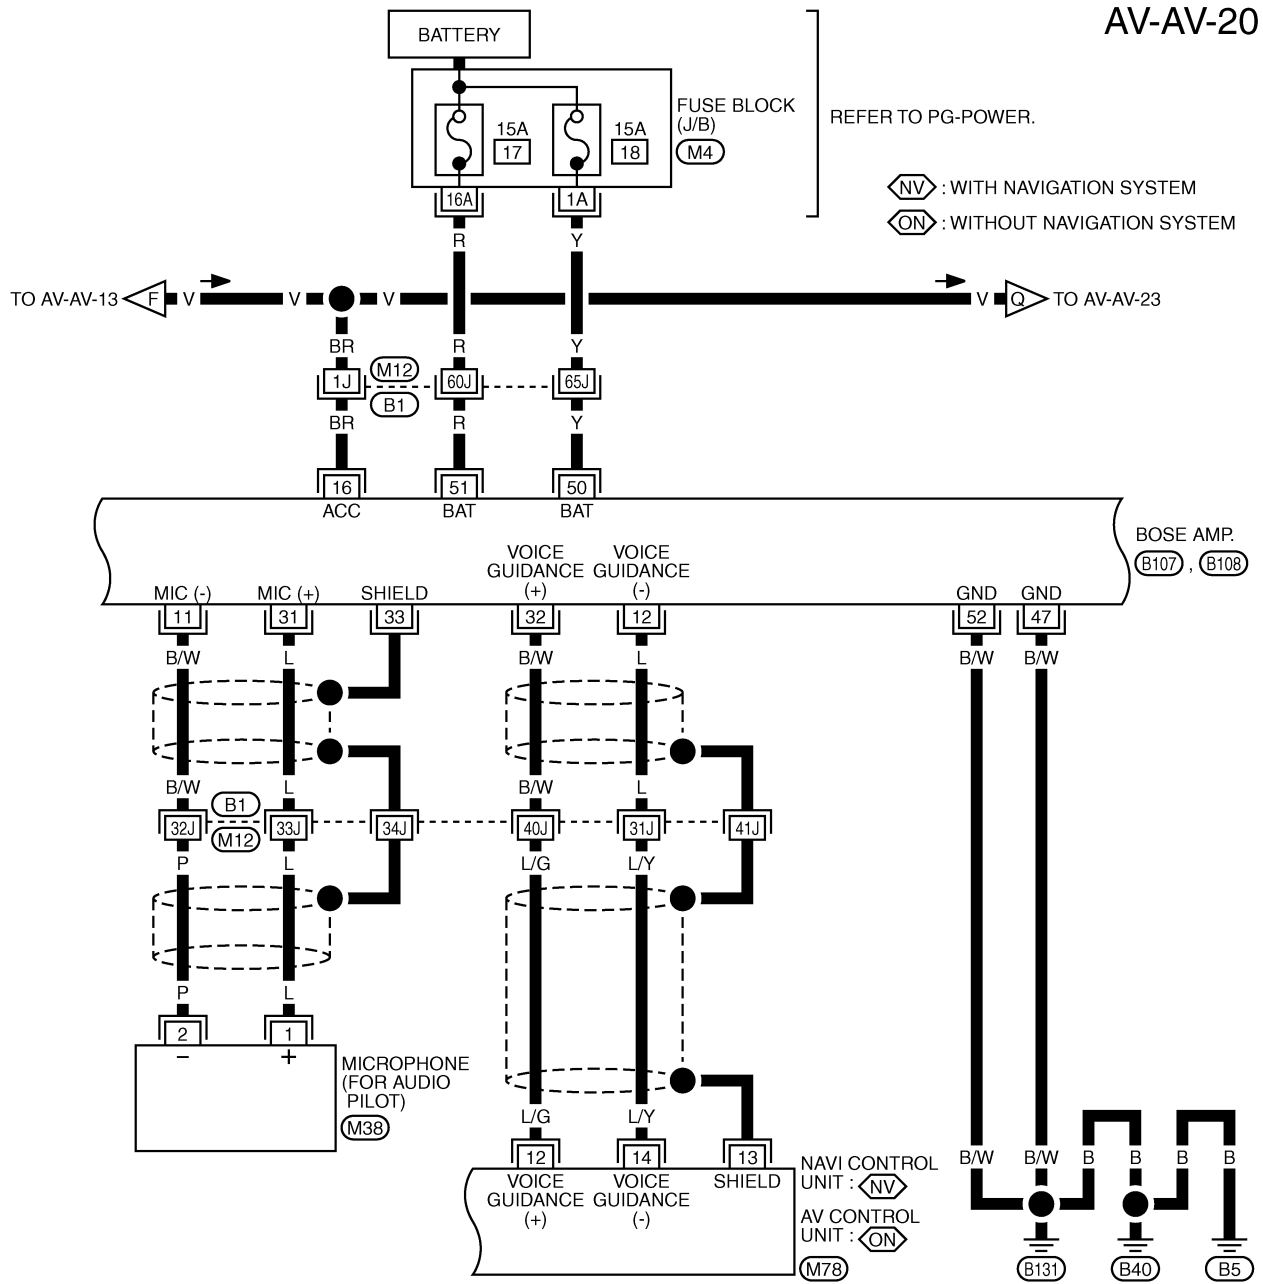 AV-AV-20
BATTERY
FUSE BLOCK
(J/B)
M4
15A
17
15A
18
REFER TO PG-POWER.
NV : WITH NAVIGATION SYSTEM
ON : WITHOUT NAVIGATION SYSTEM
16A 1A
R Y
TO AV-AV-13 F V V V V Q TO AV-AV-23
BR R Y
1J M12 60J 65J
B1
BR R Y
16 51 50
ACC BAT BAT
BOSE AMP.
B107 , B108
VOICE
GUIDANCE
(+)
VOICE
GUIDANCE
(-)
MIC (-) MIC (+) SHIELD GND GND
11 31 33 32 12 52 47
B/W L B/W L B/W B/W
B/W L B/W L
B1
32J 33J 34J 40J 31J 41J
M12
P L L/G L/Y
P L
2 1
- +
MICROPHONE
(FOR AUDIO
PILOT)
M38
L/G L/Y
12 14 13
VOICE
GUIDANCE
(+)
VOICE
GUIDANCE
(-)
SHIELD
NAVI CONTROL
UNIT : NV
AV CONTROL
UNIT : ON
M78
B/W B/W B B B B
B131 B40 B5